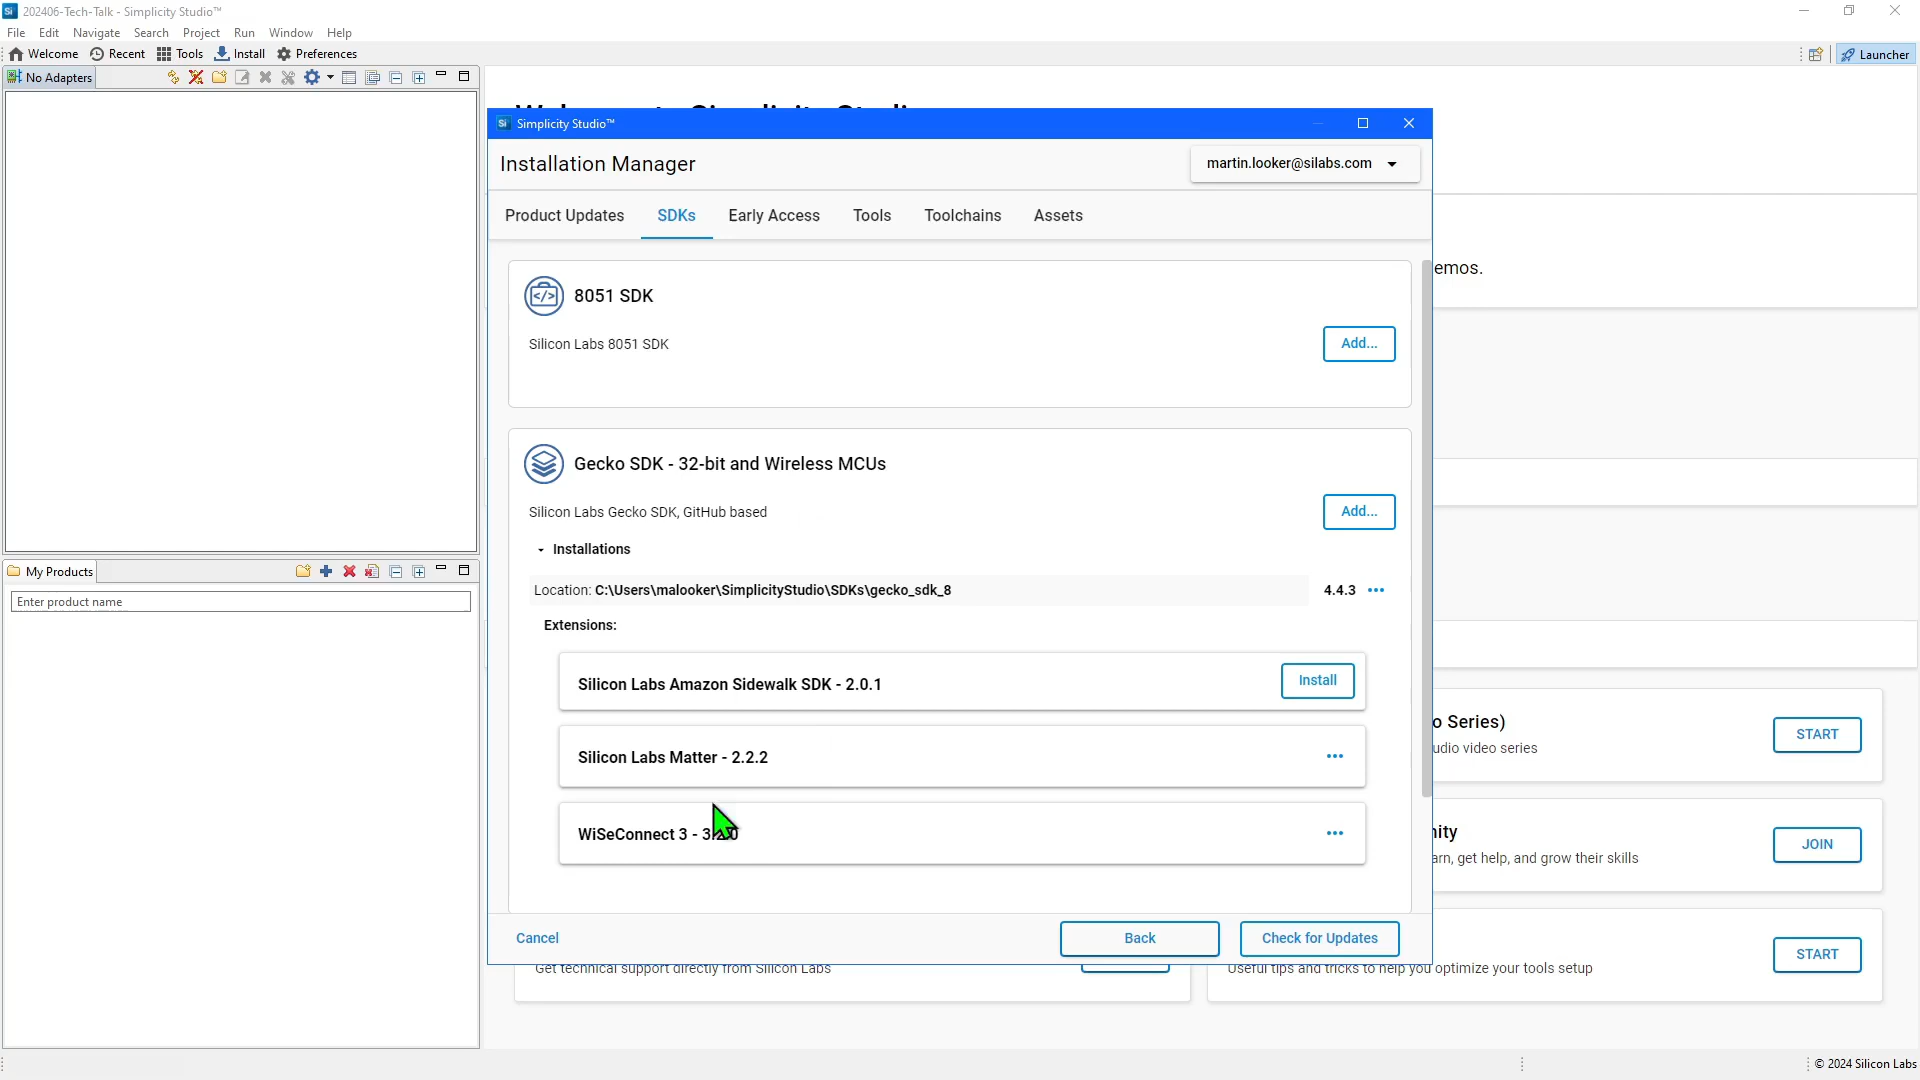 202406-Tech-Talk - Simplicity Studio™
File Edit Navigate Search Project Run Window Help
Welcome Recent Tools Install Preferences
Launcher
No Adapters
Simplicity Studio™
Installation Manager
martin.looker@silabs.com
Product Updates SDKs Early Access Tools Toolchains Assets
emos.
8051 SDK
Silicon Labs 8051 SDK
Add...
Gecko SDK - 32-bit and Wireless MCUs
Silicon Labs Gecko SDK, GitHub based
Add...
Installations
Location: C:\Users\malooker\SimplicityStudio\SDKs\gecko_sdk_8
4.4.3
Extensions:
Silicon Labs Amazon Sidewalk SDK - 2.0.1
Install
Silicon Labs Matter - 2.2.2
WiSeConnect 3 -
Cancel
Back
Check for Updates
My Products
Enter product name
o Series)
udio video series
START
ity
arn, get help, and grow their skills
JOIN
START
Get technical support directly from Silicon Labs
Useful tips and tricks to help you optimize your tools setup
© 2024 Silicon Labs